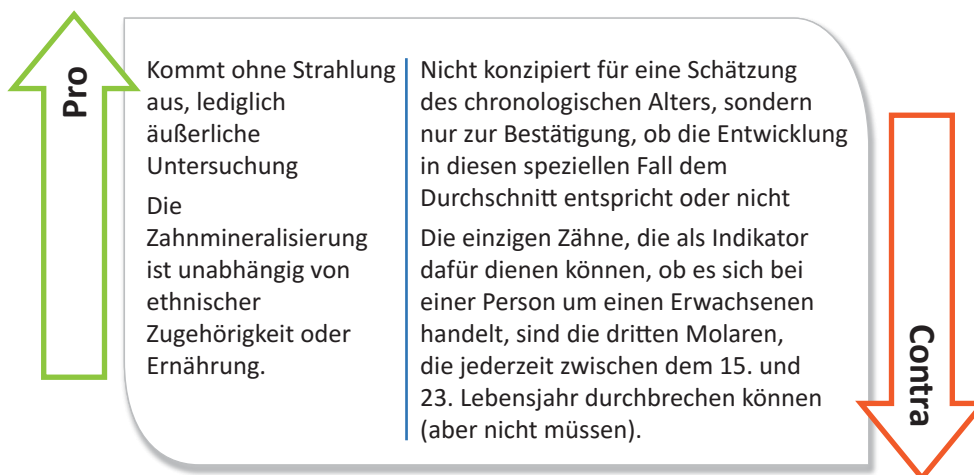 Pro
Kommt ohne Strahlung
aus, lediglich
äußerliche
Untersuchung
Die
Zahnmineralisierung
ist unabhängig von
ethnischer
Zugehörigkeit oder
Ernährung.
Nicht konzipiert für eine Schätzung
des chronologischen Alters, sondern
nur zur Bestätigung, ob die Entwicklung
in diesen speziellen Fall dem
Durchschnitt entspricht oder nicht
Die einzigen Zähne, die als Indikator
dafür dienen können, ob es sich bei
einer Person um einen Erwachsenen
handelt, sind die dritten Molaren,
die jederzeit zwischen dem 15. und
23. Lebensjahr durchbrechen können
(aber nicht müssen).
Contra